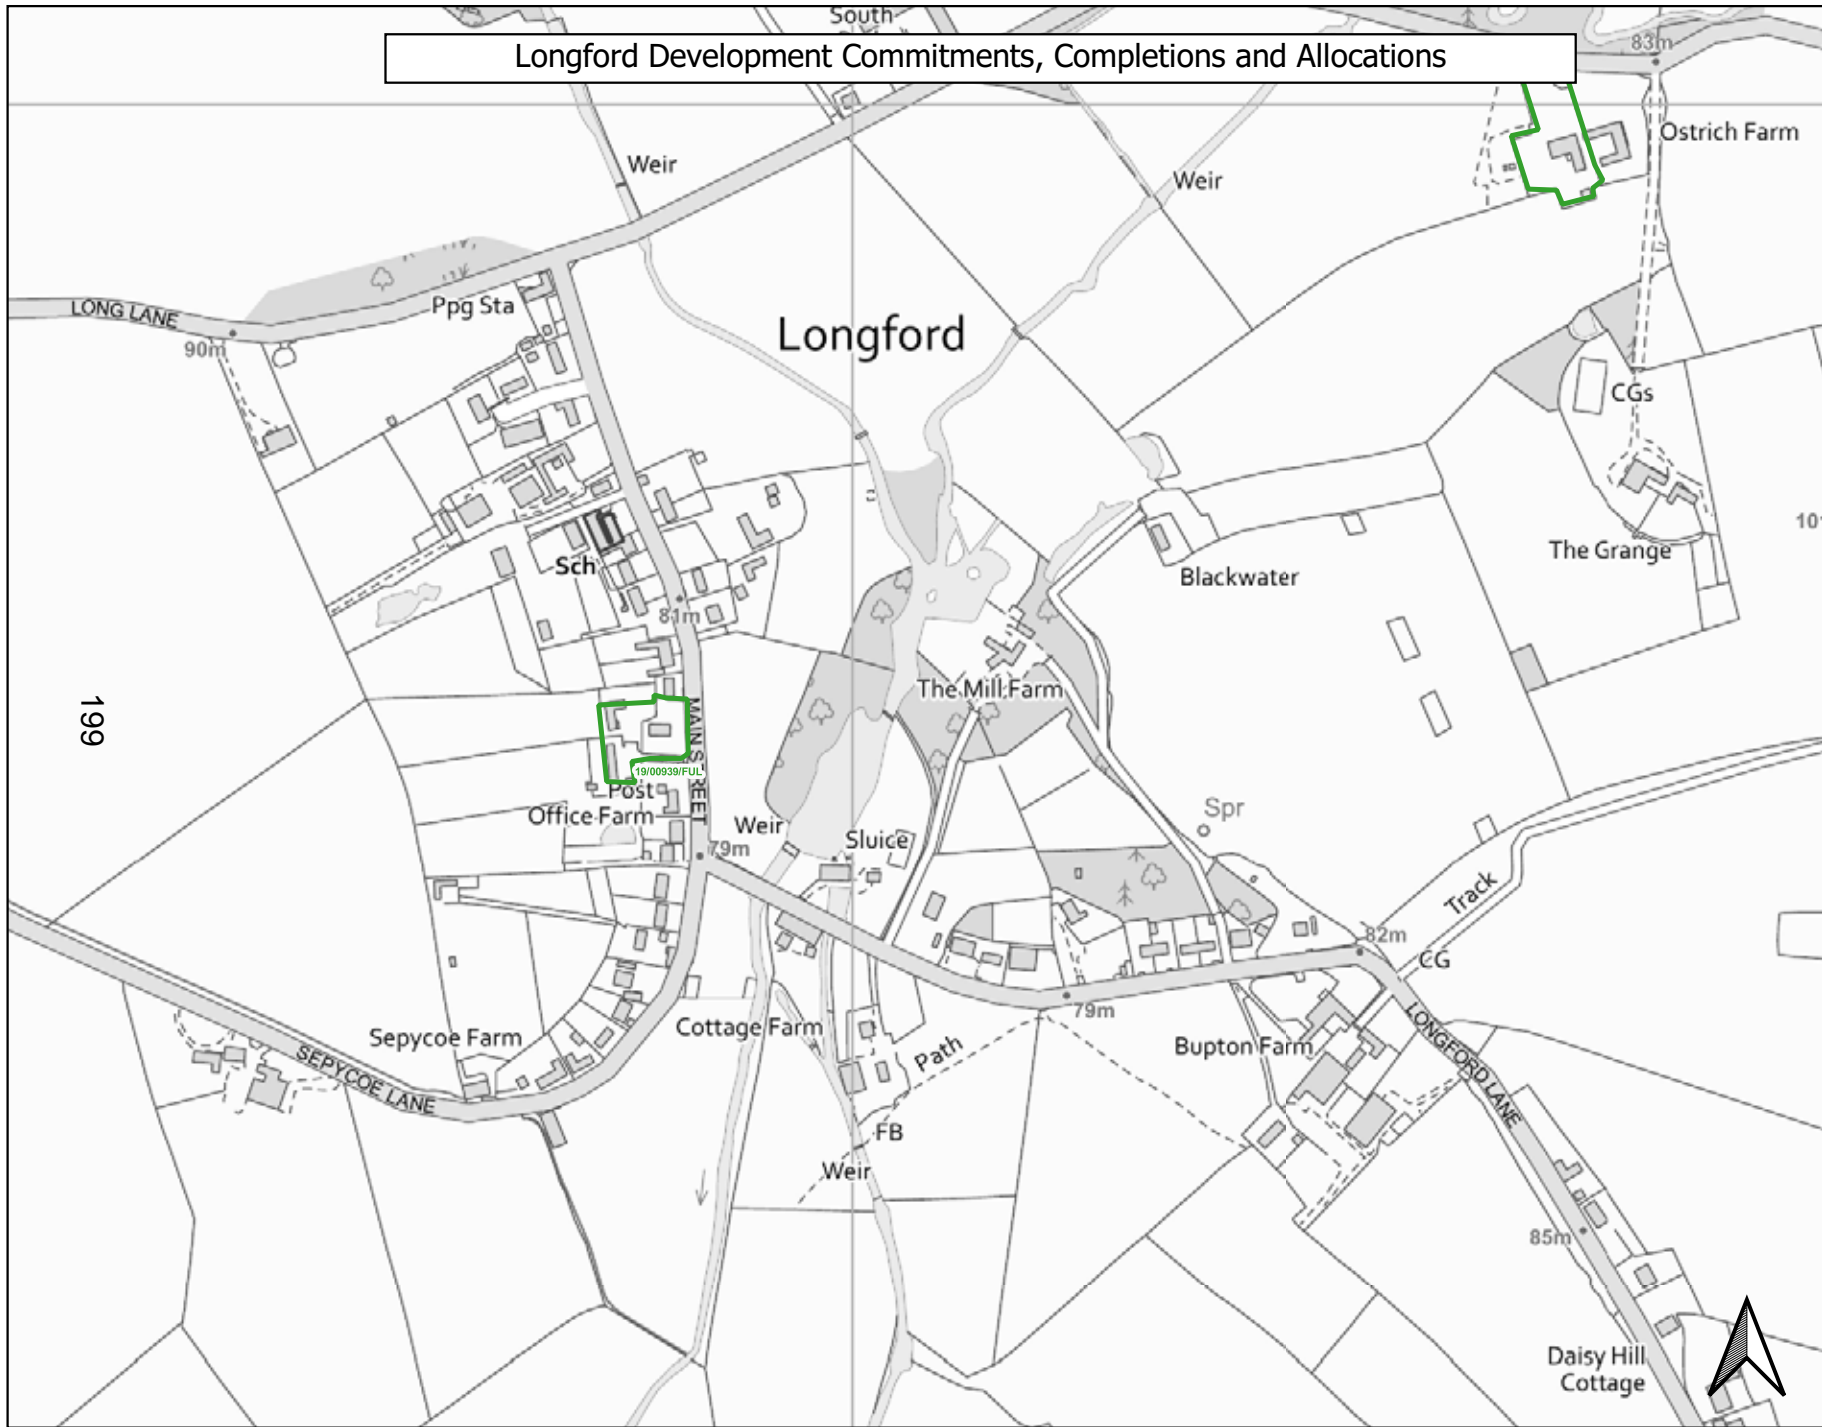 South
Longford Development Commitments, Completions and Allocations
83m
Ostrich Farm
Weir
Weir
LONG LANE
90m
Ppg Sta
Longford
CGs
Sch
The Grange
Blackwater
81m
The Mill Farm
199
MAIN STREET
19/00939/FUL
Post
Office Farm
Weir
Sluice
79m
Spr
Track
82m
CG
79m
Sepycoe Farm
Cottage Farm
Path
Bupton Farm
SEPYCOE LANE
LONGFORD LANE
FB
Weir
85m
Daisy Hill
Cottage